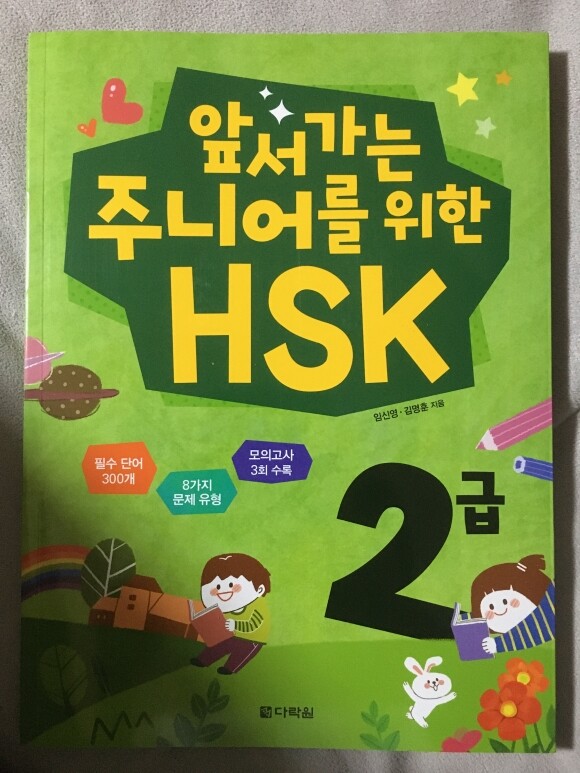 앞서가는
주니어를 위한
HSK
임신영·김명훈 지음
필수 단어
300개
8가지
문제 유형
모의고사
3회 수록
2급
다락원